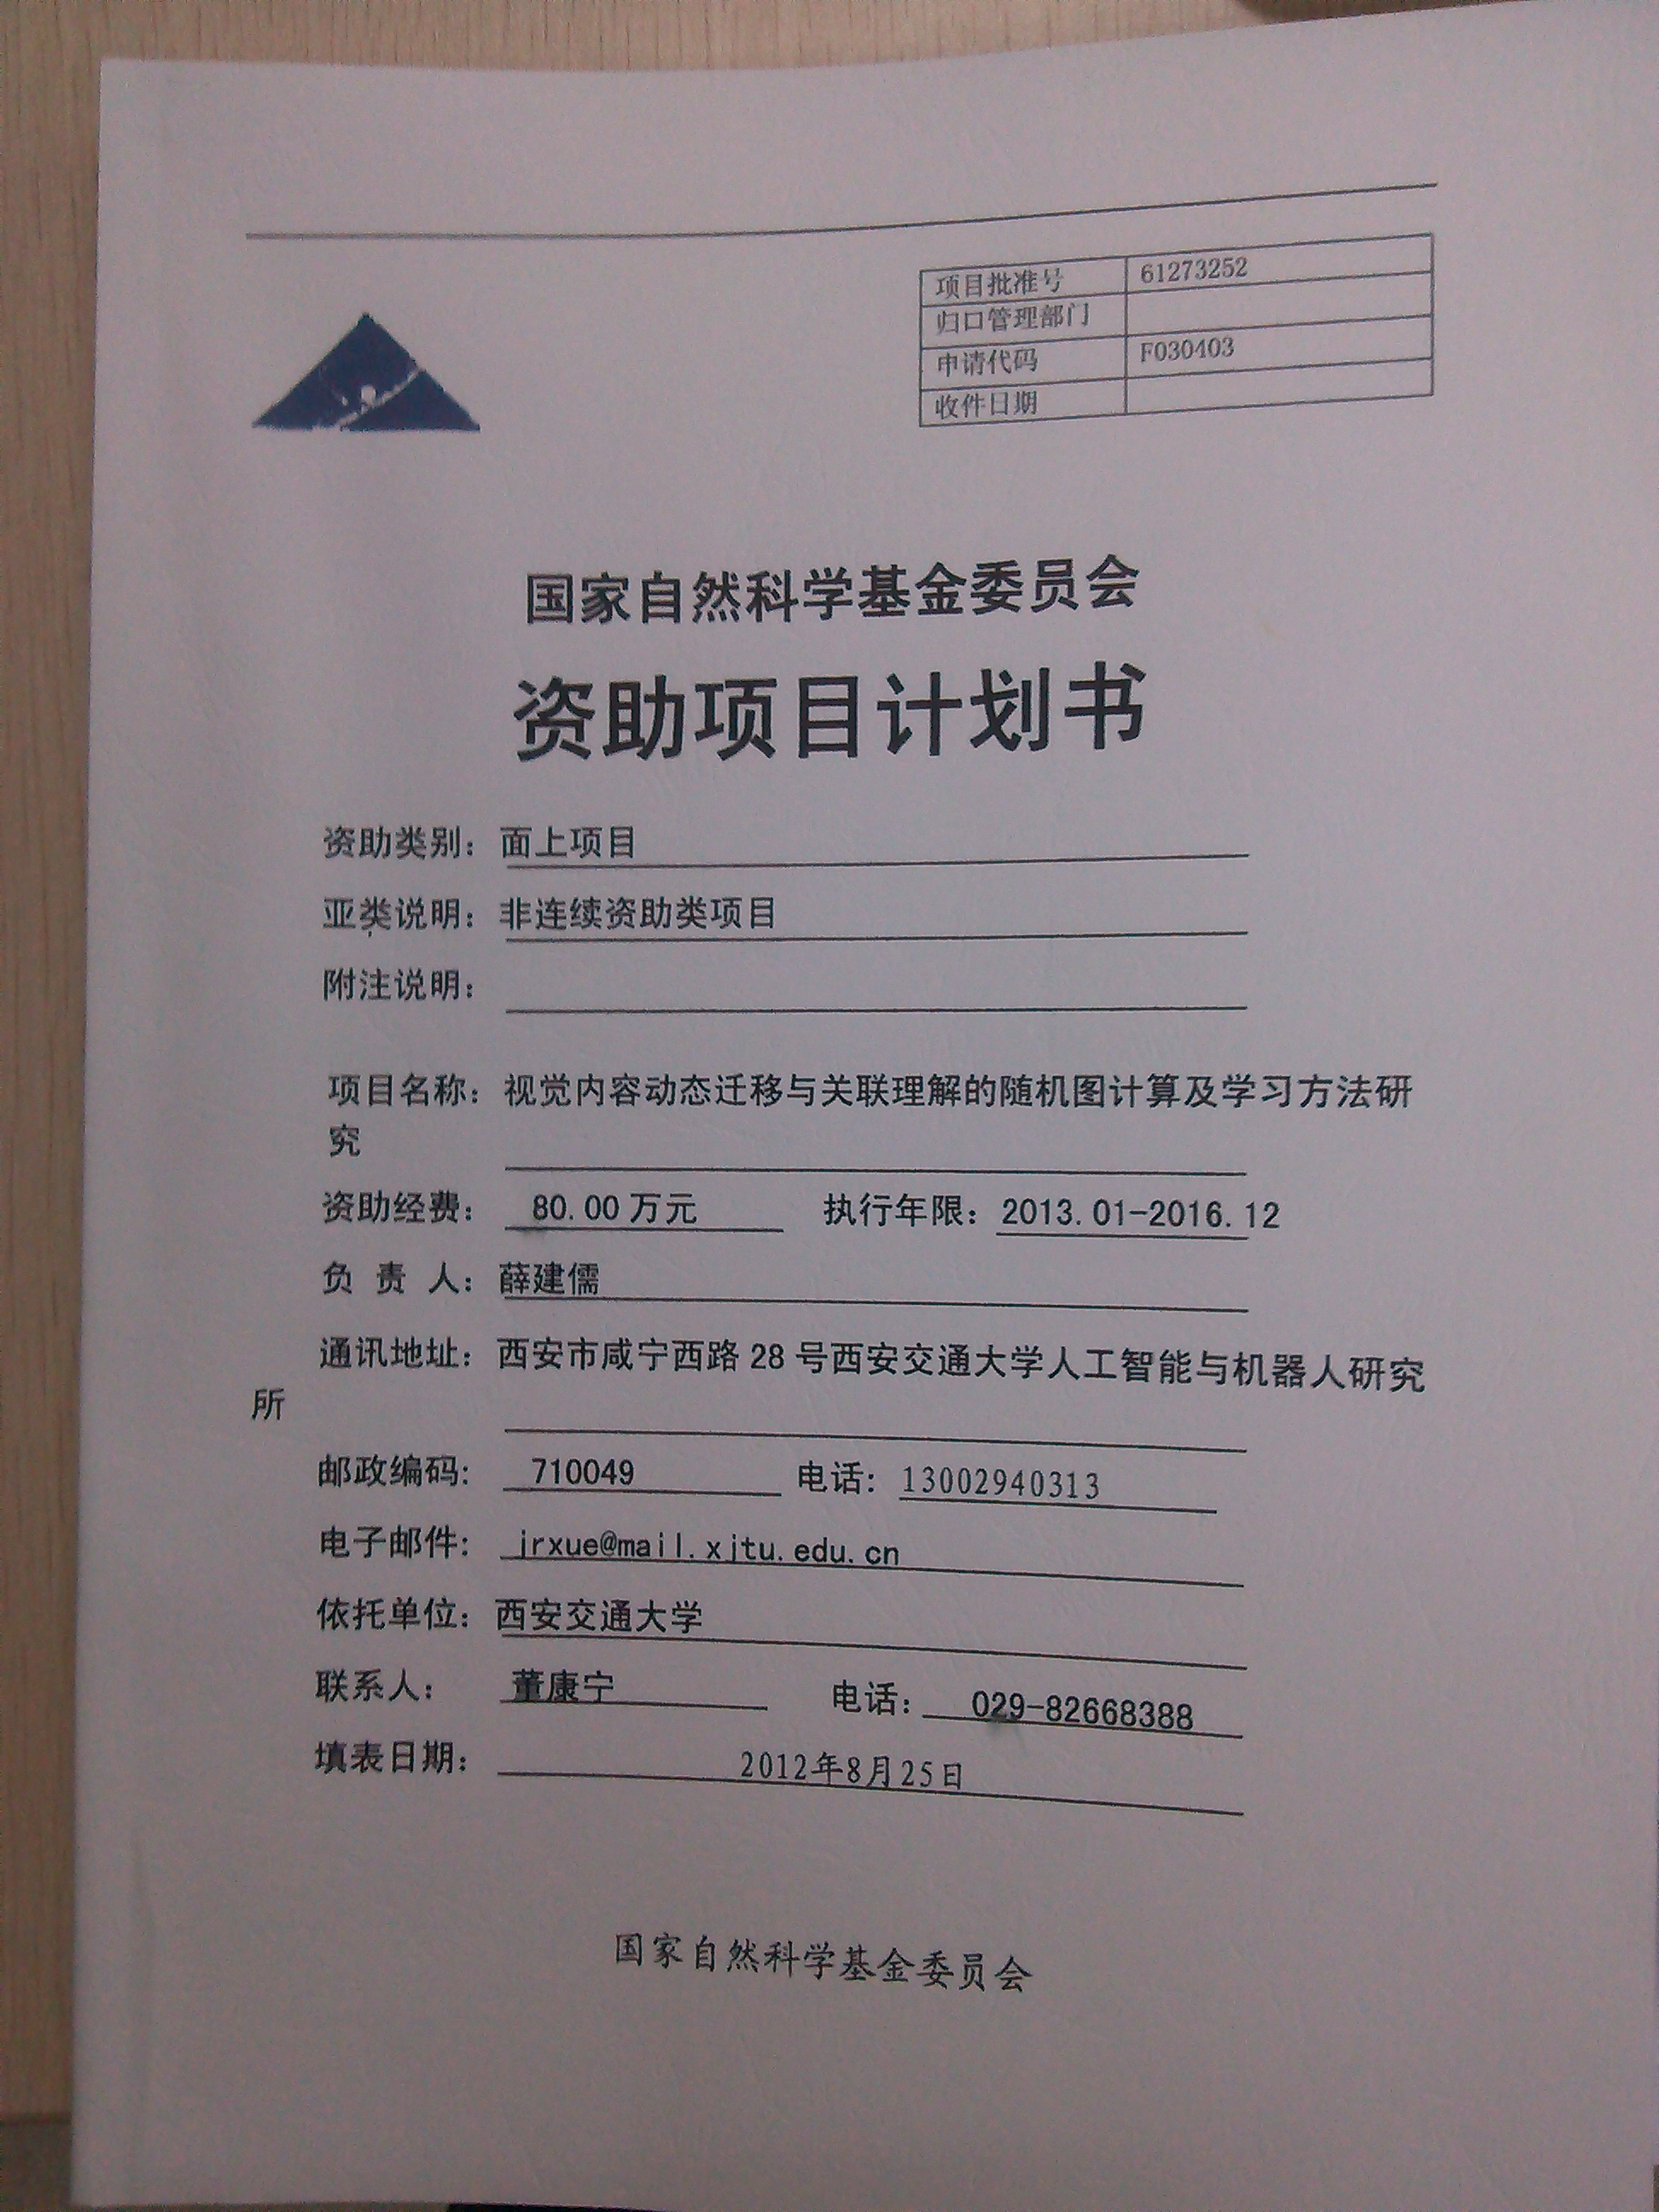 项目批准号 61273252
归口管理部门
申请代码 F030403
收件日期
国家自然科学基金委员会
资助项目计划书
资助类别：面上项目
亚类说明：非连续资助类项目
附注说明：
项目名称：视觉内容动态迁移与关联理解的随机图计算及学习方法研
究
资助经费： 80.00 万元 执行年限：2013.01-2016.12
负 责 人：薛建儒
通讯地址：西安市咸宁西路 28 号西安交通大学人工智能与机器人研究
所
邮政编码： 710049 电话：13002940313
电子邮件： jrxue@mail.xjtu.edu.cn
依托单位：西安交通大学
联系人： 董康宁 电话： 029-82668388
填表日期： 2012年8月25日
国家自然科学基金委员会